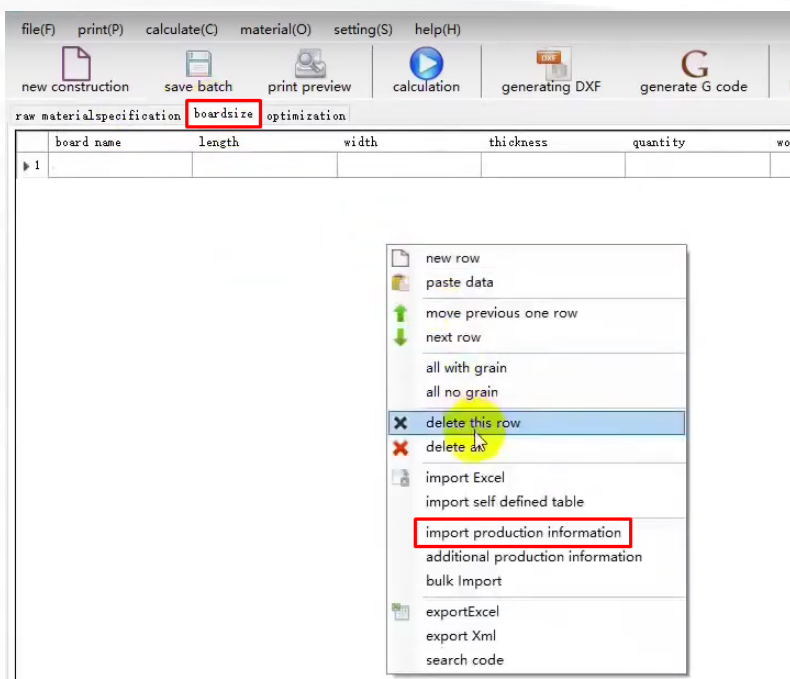 file(F) print(P) calculate(C) material(O) setting(S) help(H)
DXF G
new construction save batch print preview calculation generating DXF generate G code
raw materialspecification boardsize optimization
board name length width thickness quantity wo
1
new row
paste data
move previous one row
next row
all with grain
all no grain
delete this row
delete
import Excel
import self defined table
import production information
additional production information
bulk Import
exportExcel
export Xml
search code